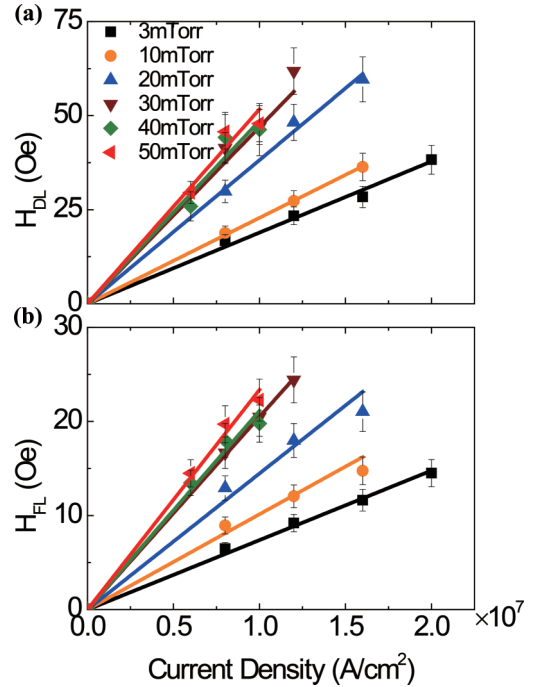 (a)
75
50
25
0
H_DL (Oe)
3mTorr
10mTorr
20mTorr
30mTorr
40mTorr
50mTorr
(b)
30
20
10
0
H_FL (Oe)
0.0 0.5 1.0 1.5 2.0 ×10^7
Current Density (A/cm²)